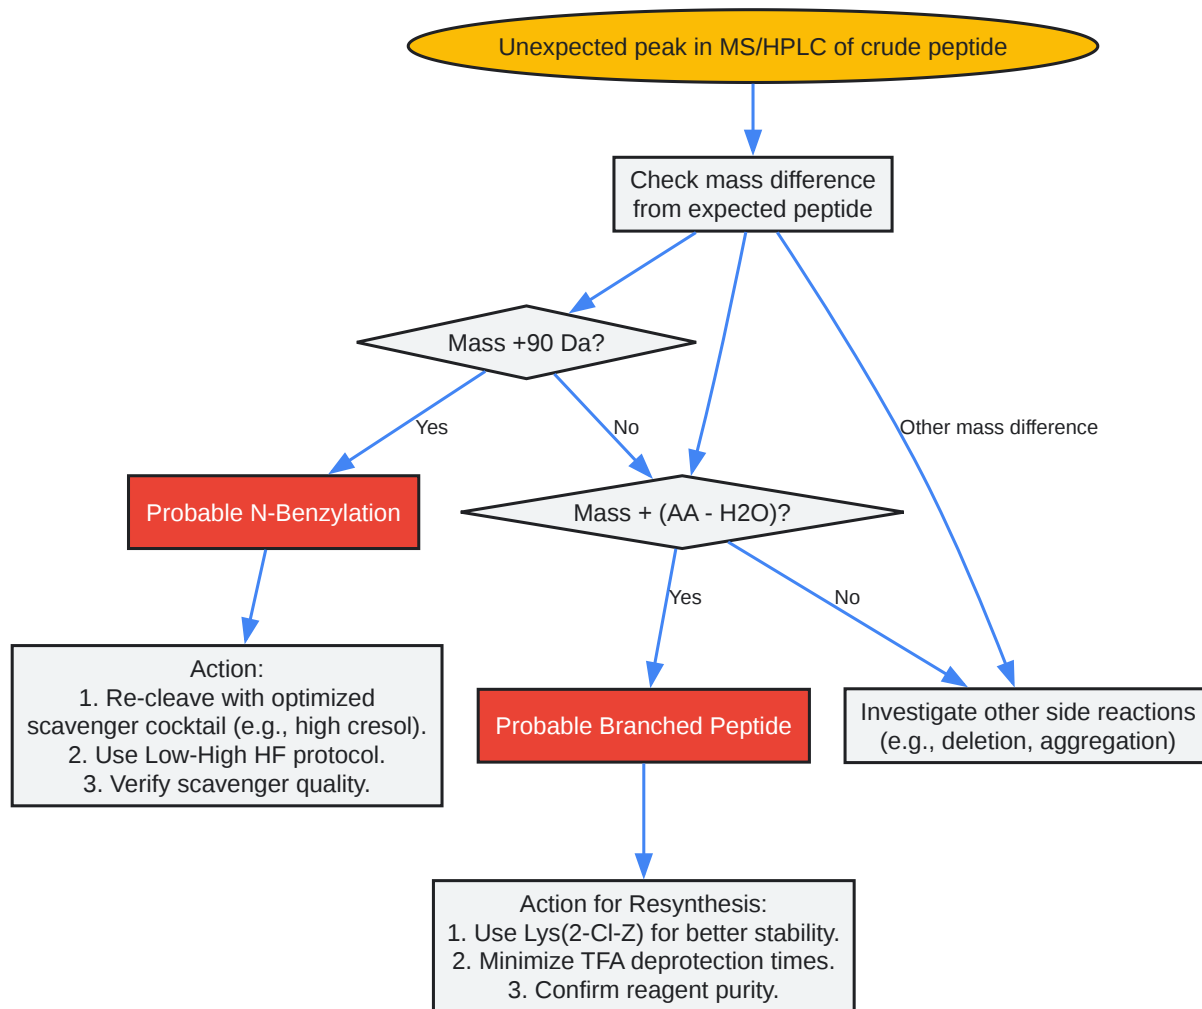 Unexpected peak in MS/HPLC of crude peptide
Check mass difference
from expected peptide
Mass +90 Da?
Yes
No
Other mass difference
Probable N-Benzylation
Mass + (AA - H2O)?
Yes
No
Action:
1. Re-cleave with optimized
scavenger cocktail (e.g., high cresol).
2. Use Low-High HF protocol.
3. Verify scavenger quality.
Probable Branched Peptide
Investigate other side reactions
(e.g., deletion, aggregation)
Action for Resynthesis:
1. Use Lys(2-Cl-Z) for better stability.
2. Minimize TFA deprotection times.
3. Confirm reagent purity.